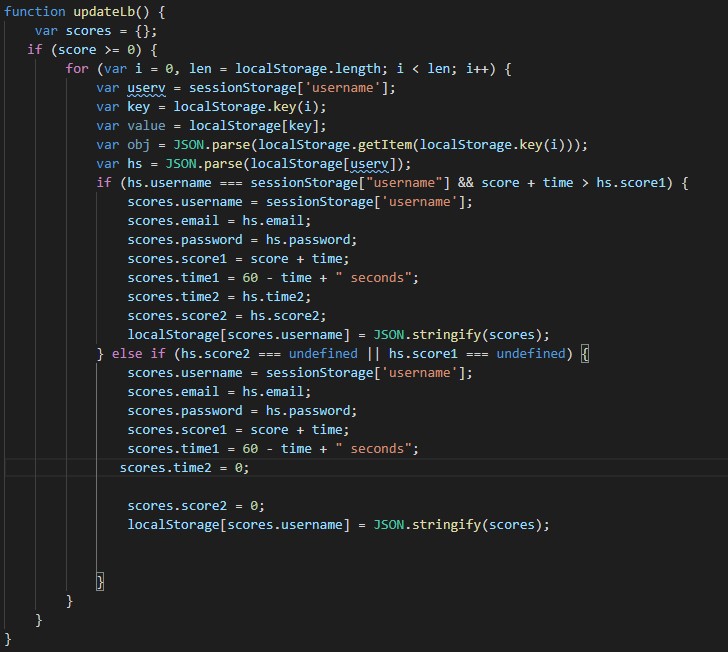 function updateLb() {
    var scores = {};
   if (score >= 0) {
        for (var i = 0, len = localStorage.length; i < len; i++) {
            var userv = sessionStorage['username'];
            var key = localStorage.key(i);
            var value = localStorage[key];
            var obj = JSON.parse(localStorage.getItem(localStorage.key(i)));
            var hs = JSON.parse(localStorage[userv]);
            if (hs.username === sessionStorage["username"] && score + time > hs.score1) {
                scores.username = sessionStorage['username'];
                scores.email = hs.email;
                scores.password = hs.password;
                scores.score1 = score + time;
                scores.time1 = 60 - time + " seconds";
                scores.time2 = hs.time2;
                scores.score2 = hs.score2;
                localStorage[scores.username] = JSON.stringify(scores);
            } else if (hs.score2 === undefined || hs.score1 === undefined) {
                scores.username = sessionStorage['username'];
                scores.email = hs.email;
                scores.password = hs.password;
                scores.score1 = score + time;
                scores.time1 = 60 - time + " seconds";
               scores.time2 = 0;
                scores.score2 = 0;
                localStorage[scores.username] = JSON.stringify(scores);
            }
        }
    }
}